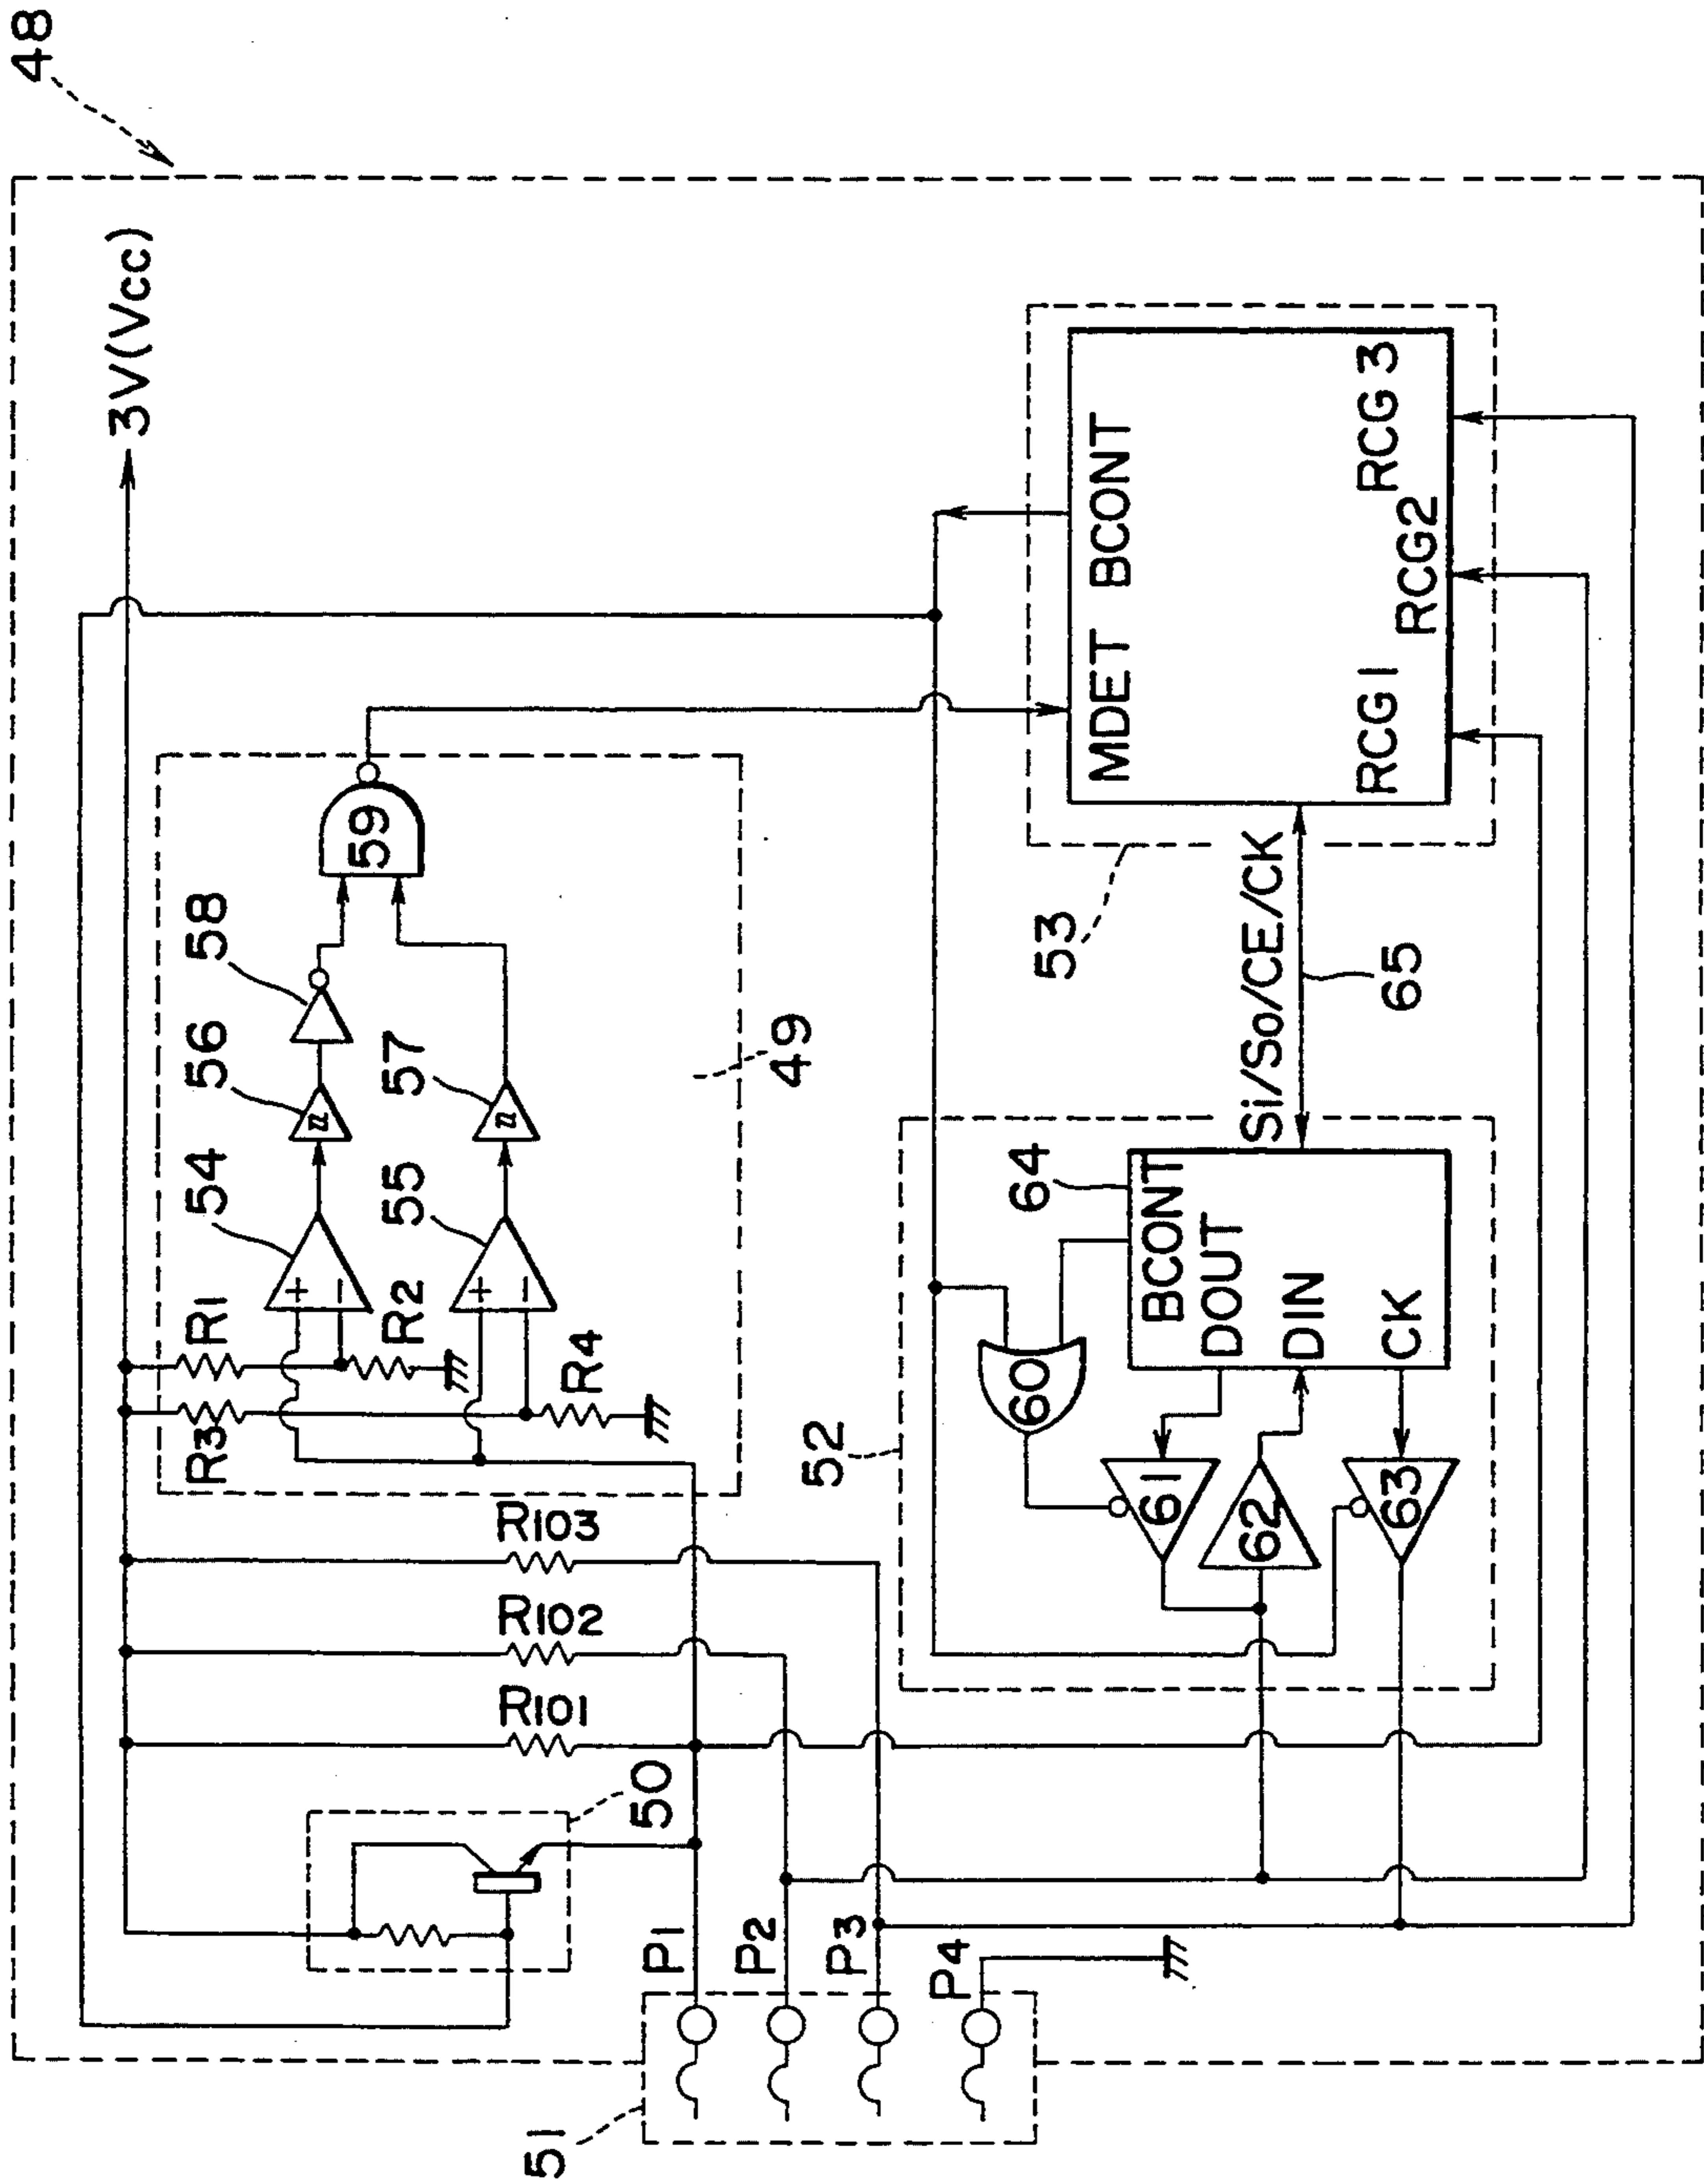 48
3V(Vcc)
58
56
54
R1
R2
R3
57
55
R4
59
49
R103
R102
R101
50
P1
P2
P3
P4
51
MDET BCONT
RCG 1
RCG2
RCG 3
53
Si/So/CE/CK
65
64
BCONT
DOUT
DIN
CK
60
61
62
63
52
n
n
+
−
+
−